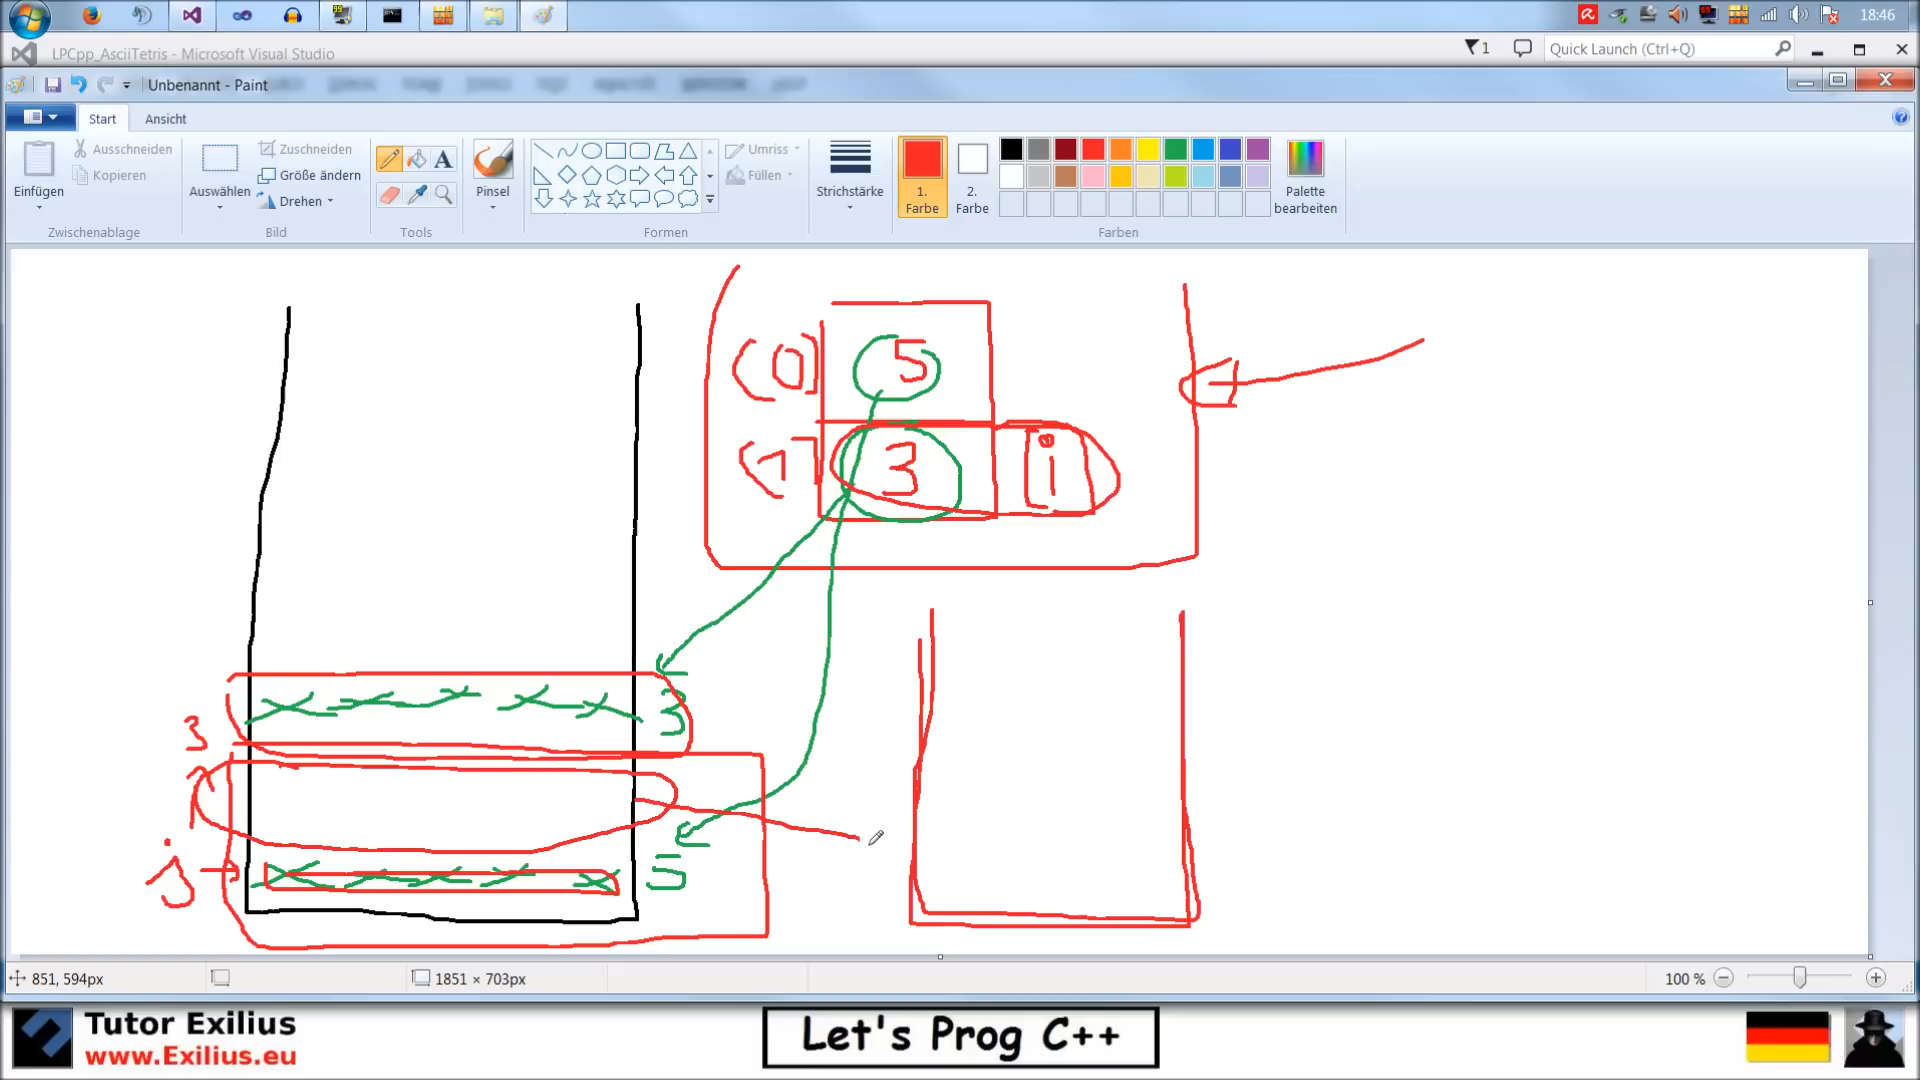 18:46
LPCpp_AsciiTetris - Microsoft Visual Studio
1
Quick Launch (Ctrl+Q)
Unbenannt - Paint
Start
Ansicht
Einfügen
Ausschneiden
Kopieren
Zwischenablage
Auswählen
Zuschneiden
Größe ändern
Drehen
Bild
A
Tools
Pinsel
Umriss
Füllen
Formen
Strichstärke
1.
Farbe
2.
Farbe
Palette
bearbeiten
Farben
(0]
5
3
i
3
3
j
5
851, 594px
1851 × 703px
100 %
Tutor Exilius
www.Exilius.eu
Let's Prog C++